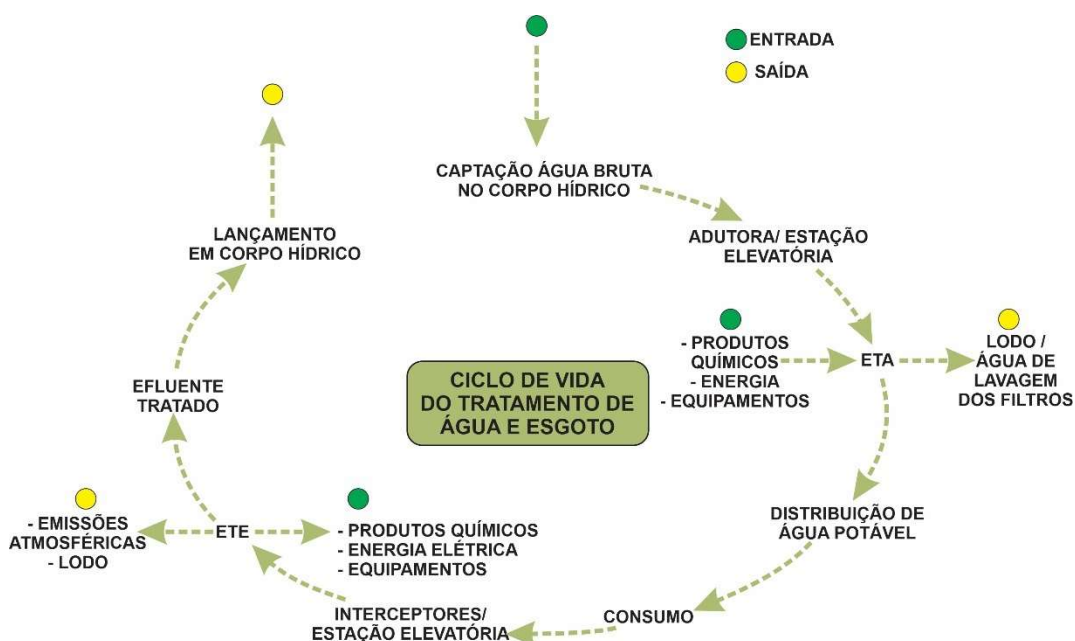 ENTRADA
SAÍDA
CAPTAÇÃO ÁGUA BRUTA
NO CORPO HÍDRICO
ADUTORA/ ESTAÇÃO
ELEVATÓRIA
- PRODUTOS
QUÍMICOS
- ENERGIA
- EQUIPAMENTOS
ETA
LODO /
ÁGUA DE
LAVAGEM
DOS FILTROS
DISTRIBUIÇÃO DE
ÁGUA POTÁVEL
CONSUMO
INTERCEPTORES/
ESTAÇÃO ELEVATÓRIA
ETE
- PRODUTOS QUÍMICOS
- ENERGIA ELÉTRICA
- EQUIPAMENTOS
- EMISSÕES
ATMOSFÉRICAS
- LODO
EFLUENTE
TRATADO
LANÇAMENTO
EM CORPO HÍDRICO
CICLO DE VIDA
DO TRATAMENTO DE
ÁGUA E ESGOTO